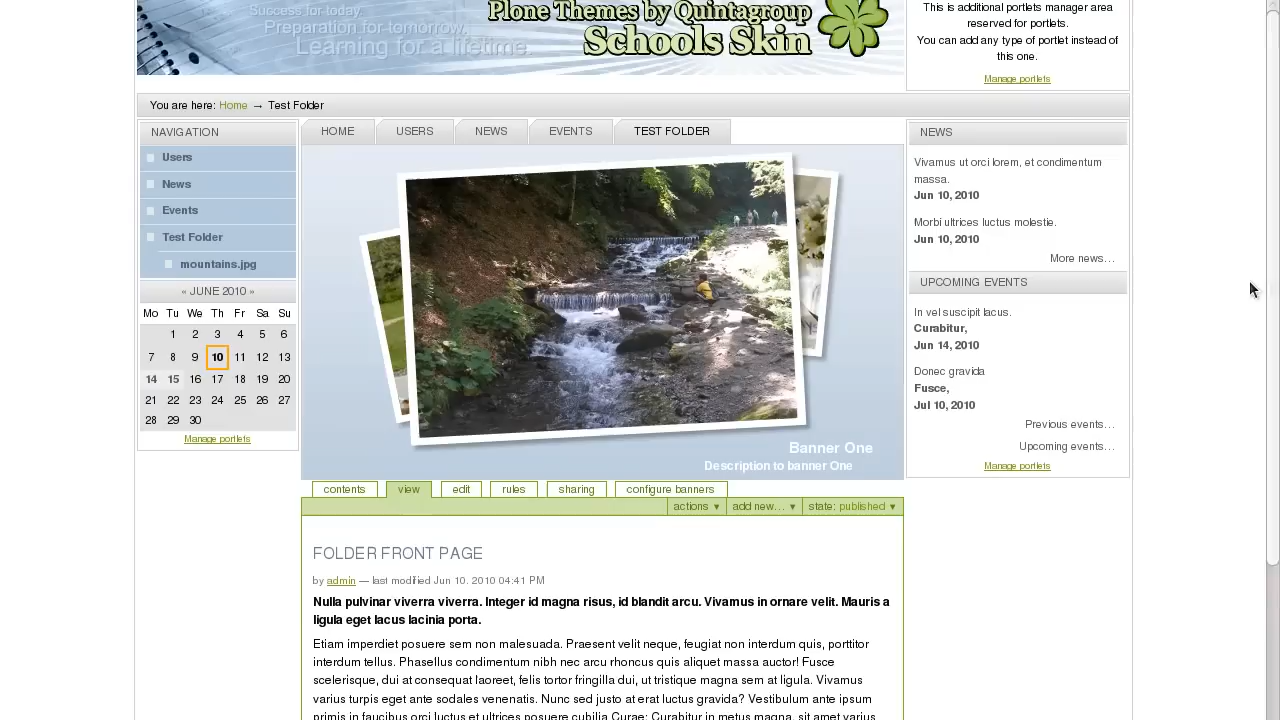 Success for today.
Preparation for tomorrow.
Learning for a lifetime.
Plone Themes by Quintagroup
Schools Skin
This is additional portlets manager area
reserved for portlets.
You can add any type of portlet instead of
this one.
Manage portlets
You are here: Home → Test Folder
NAVIGATION
Users
News
Events
Test Folder
mountains.jpg
« JUNE 2010 »
Mo Tu We Th Fr Sa Su
1 2 3 4 5 6
7 8 9 10 11 12 13
14 15 16 17 18 19 20
21 22 23 24 25 26 27
28 29 30
Manage portlets
HOME USERS NEWS EVENTS TEST FOLDER
Banner One
Description to banner One
contents view edit rules sharing configure banners
actions ▼ add new… ▼ state: published ▼
FOLDER FRONT PAGE
by admin — last modified Jun 10, 2010 04:41 PM
Nulla pulvinar viverra viverra. Integer id magna risus, id blandit arcu. Vivamus in ornare velit. Mauris a
ligula eget lacus lacinia porta.
Etiam imperdiet posuere sem non malesuada. Praesent velit neque, feugiat non interdum quis, porttitor
interdum tellus. Phasellus condimentum nibh nec arcu rhoncus quis aliquet massa auctor! Fusce
scelerisque, dui at consequat laoreet, felis tortor fringilla dui, ut tristique magna sem at ligula. Vivamus
varius turpis eget ante sodales venenatis. Nunc sed justo at erat luctus gravida? Vestibulum ante ipsum
primis in faucibus orci luctus et ultrices posuere cubilia Curae; Curabitur in metus magna, sit amet varius
NEWS
Vivamus ut orci lorem, et condimentum
massa.
Jun 10, 2010
Morbi ultrices luctus molestie.
Jun 10, 2010
More news…
UPCOMING EVENTS
In vel suscipit lacus.
Curabitur,
Jun 14, 2010
Donec gravida
Fusce,
Jul 10, 2010
Previous events…
Upcoming events…
Manage portlets